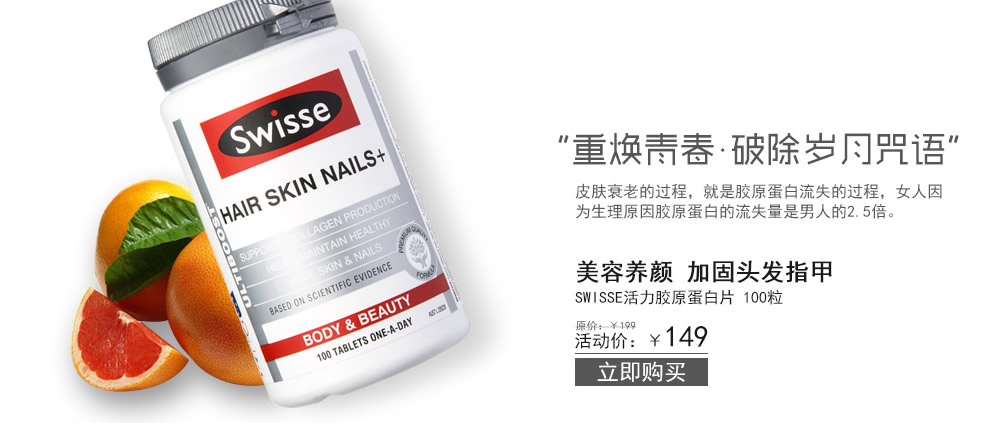 Swisse
HAIR SKIN NAILS+
SUPPORTS COLLAGEN PRODUCTION
HELPS MAINTAIN HEALTHY
SKIN & NAILS
BASED ON SCIENTIFIC EVIDENCE
PREMIUM QUALITY
FORMULA
ULTIBOOST
BODY & BEAUTY
100 TABLETS ONE-A-DAY
"重焕青春·破除岁月咒语"
皮肤衰老的过程，就是胶原蛋白流失的过程，女人因
为生理原因胶原蛋白的流失量是男人的2.5倍。
美容养颜 加固头发指甲
SWISSE活力胶原蛋白片 100粒
原价：￥199
活动价：￥149
立即购买